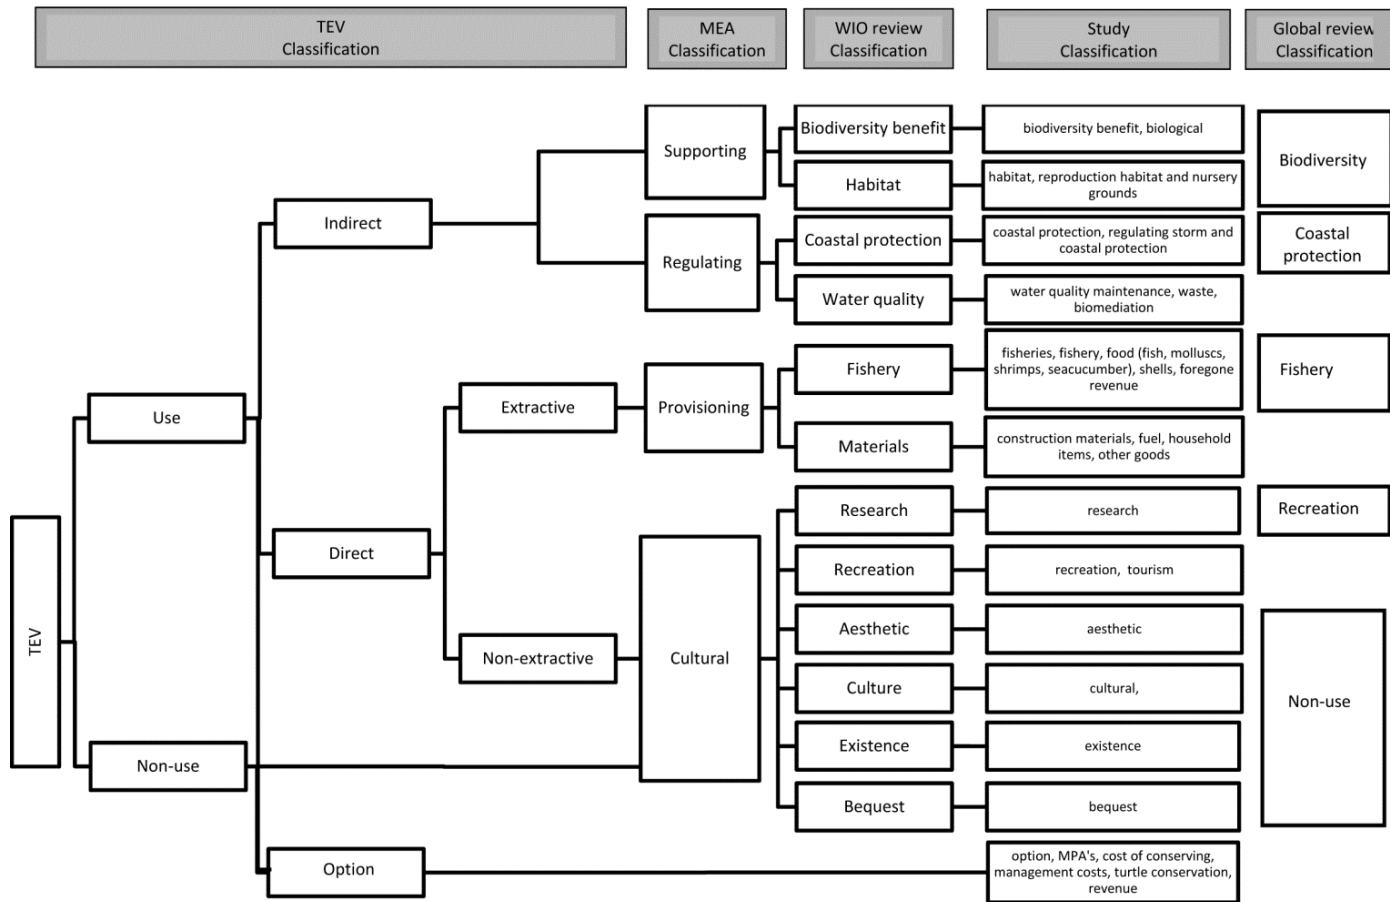 TEV
Classification
MEA
Classification
WIO review
Classification
Study
Classification
Global review
Classification
Supporting
Biodiversity benefit
biodiversity benefit, biological
Biodiversity
Habitat
habitat, reproduction habitat and nursery
grounds
Indirect
Regulating
Coastal protection
coastal protection, regulating storm and
coastal protection
Coastal
protection
Water quality
water quality maintenance, waste,
biomediation
Use
Extractive
Provisioning
Fishery
fisheries, fishery, food (fish, molluscs,
shrimps, seacucumber), shells, foregone
revenue
Fishery
Materials
construction materials, fuel, household
items, other goods
Direct
Research
research
Recreation
Recreation
recreation, tourism
TEV
Non-extractive
Cultural
Aesthetic
aesthetic
Culture
cultural,
Non-use
Non-use
Existence
existence
Bequest
bequest
Option
option, MPA's, cost of conserving,
management costs, turtle conservation,
revenue